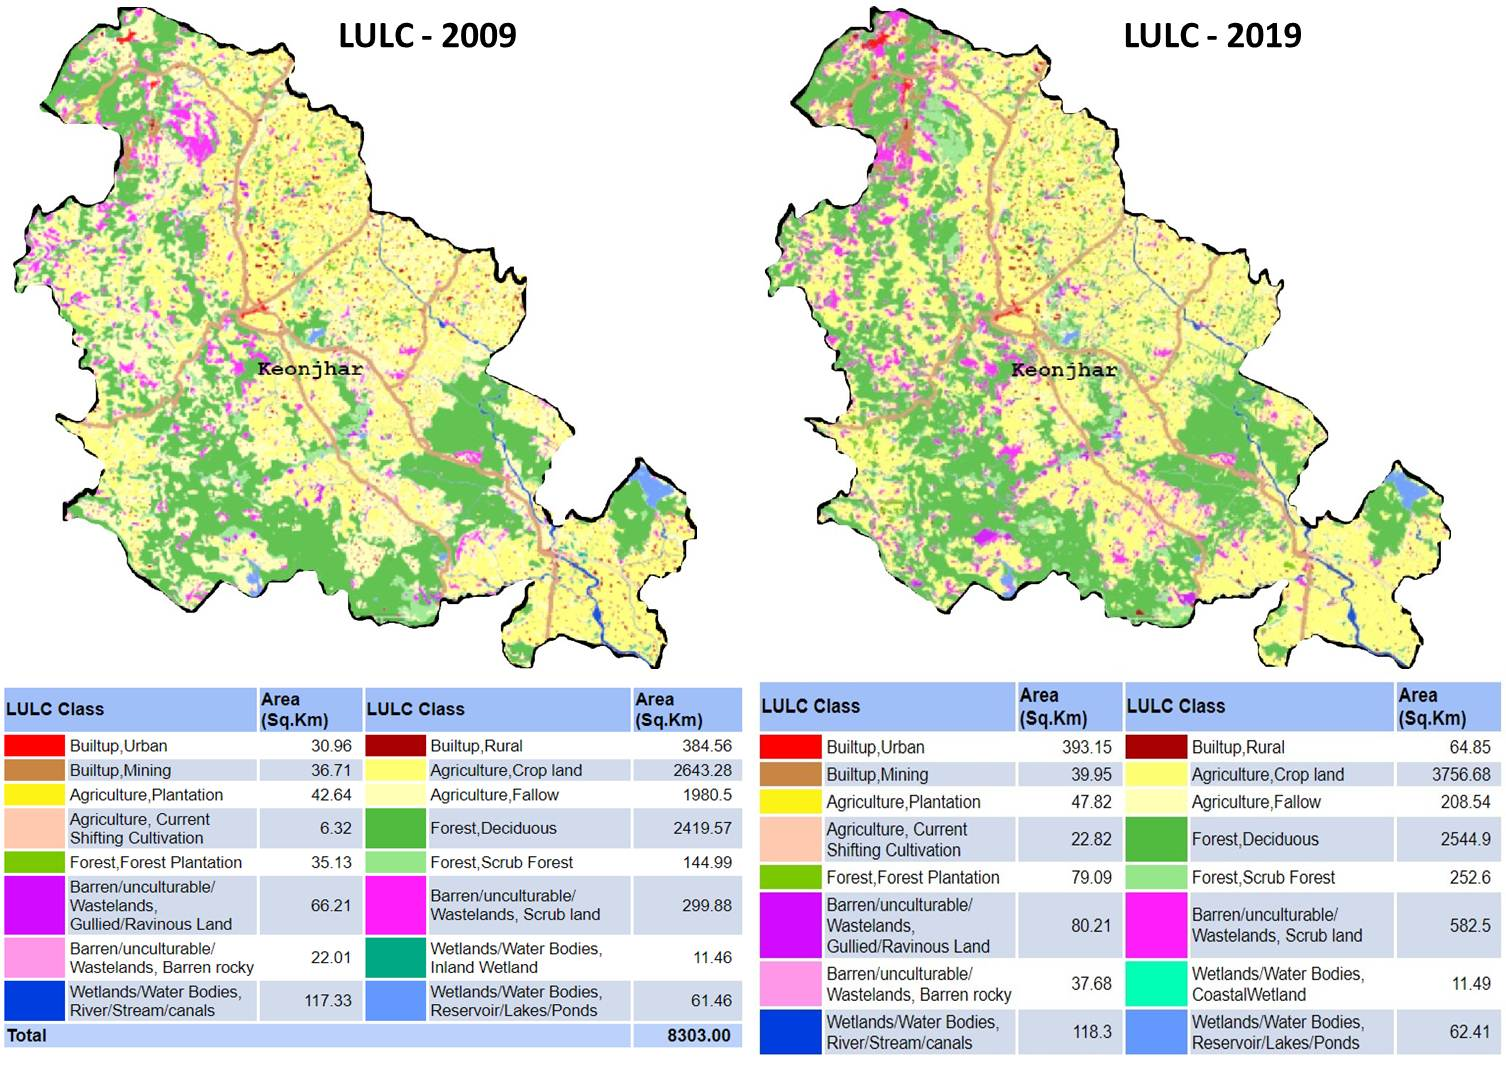 LULC - 2009
LULC - 2019
Keonjhar
Keonjhar
LULC Class
Area
(Sq.Km)
LULC Class
Area
(Sq.Km)
Builtup,Urban 30.96 Builtup,Rural 384.56
Builtup,Mining 36.71 Agriculture,Crop land 2643.28
Agriculture,Plantation 42.64 Agriculture,Fallow 1980.5
Agriculture, Current
Shifting Cultivation
6.32 Forest,Deciduous 2419.57
Forest,Forest Plantation 35.13 Forest,Scrub Forest 144.99
Barren/unculturable/
Wastelands,
Gullied/Ravinous Land
66.21
Barren/unculturable/
Wastelands, Scrub land
299.88
Barren/unculturable/
Wastelands, Barren rocky
22.01
Wetlands/Water Bodies,
Inland Wetland
11.46
Wetlands/Water Bodies,
River/Stream/canals
117.33
Wetlands/Water Bodies,
Reservoir/Lakes/Ponds
61.46
Total 8303.00
LULC Class
Area
(Sq.Km)
LULC Class
Area
(Sq.Km)
Builtup,Urban 393.15 Builtup,Rural 64.85
Builtup,Mining 39.95 Agriculture,Crop land 3756.68
Agriculture,Plantation 47.82 Agriculture,Fallow 208.54
Agriculture, Current
Shifting Cultivation
22.82 Forest,Deciduous 2544.9
Forest,Forest Plantation 79.09 Forest,Scrub Forest 252.6
Barren/unculturable/
Wastelands,
Gullied/Ravinous Land
80.21
Barren/unculturable/
Wastelands, Scrub land
582.5
Barren/unculturable/
Wastelands, Barren rocky
37.68
Wetlands/Water Bodies,
CoastalWetland
11.49
Wetlands/Water Bodies,
River/Stream/canals
118.3
Wetlands/Water Bodies,
Reservoir/Lakes/Ponds
62.41